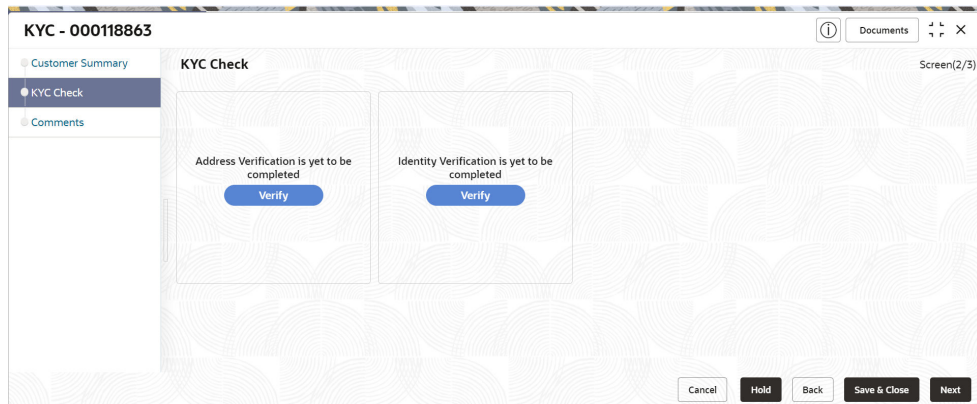 KYC - 000118863
Documents
Customer Summary
KYC Check
Comments
KYC Check
Screen(2/3)
Address Verification is yet to be
completed
Verify
Identity Verification is yet to be
completed
Verify
Cancel
Hold
Back
Save & Close
Next